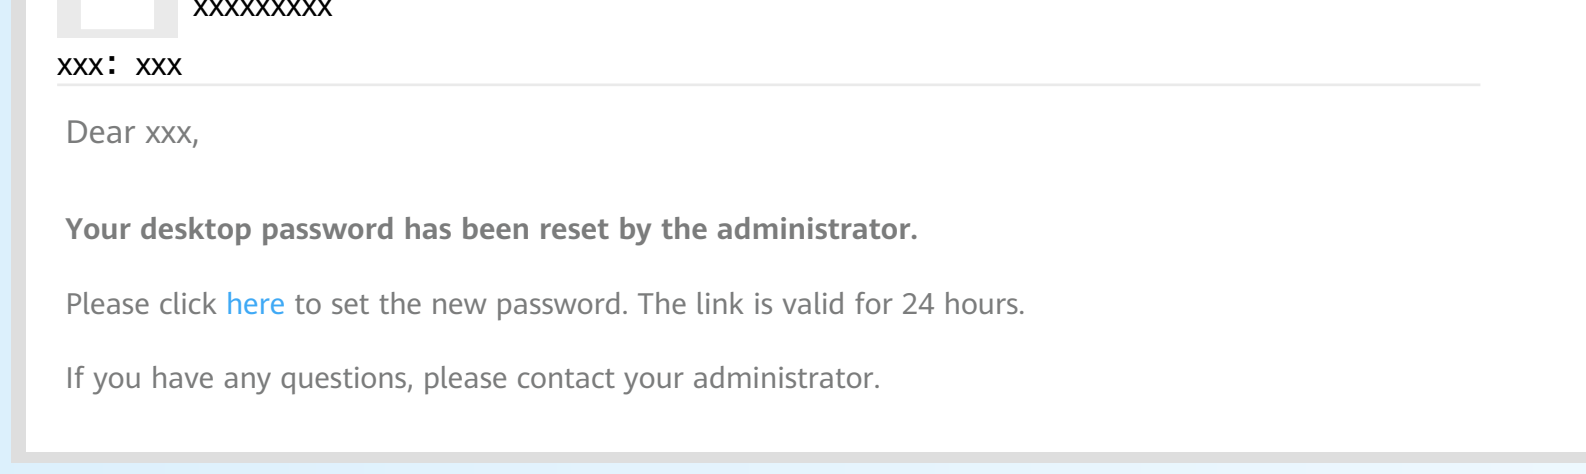 xxxxxxxxx
xxx: xxx
Dear xxx,
Your desktop password has been reset by the administrator.
Please click here to set the new password. The link is valid for 24 hours.
If you have any questions, please contact your administrator.